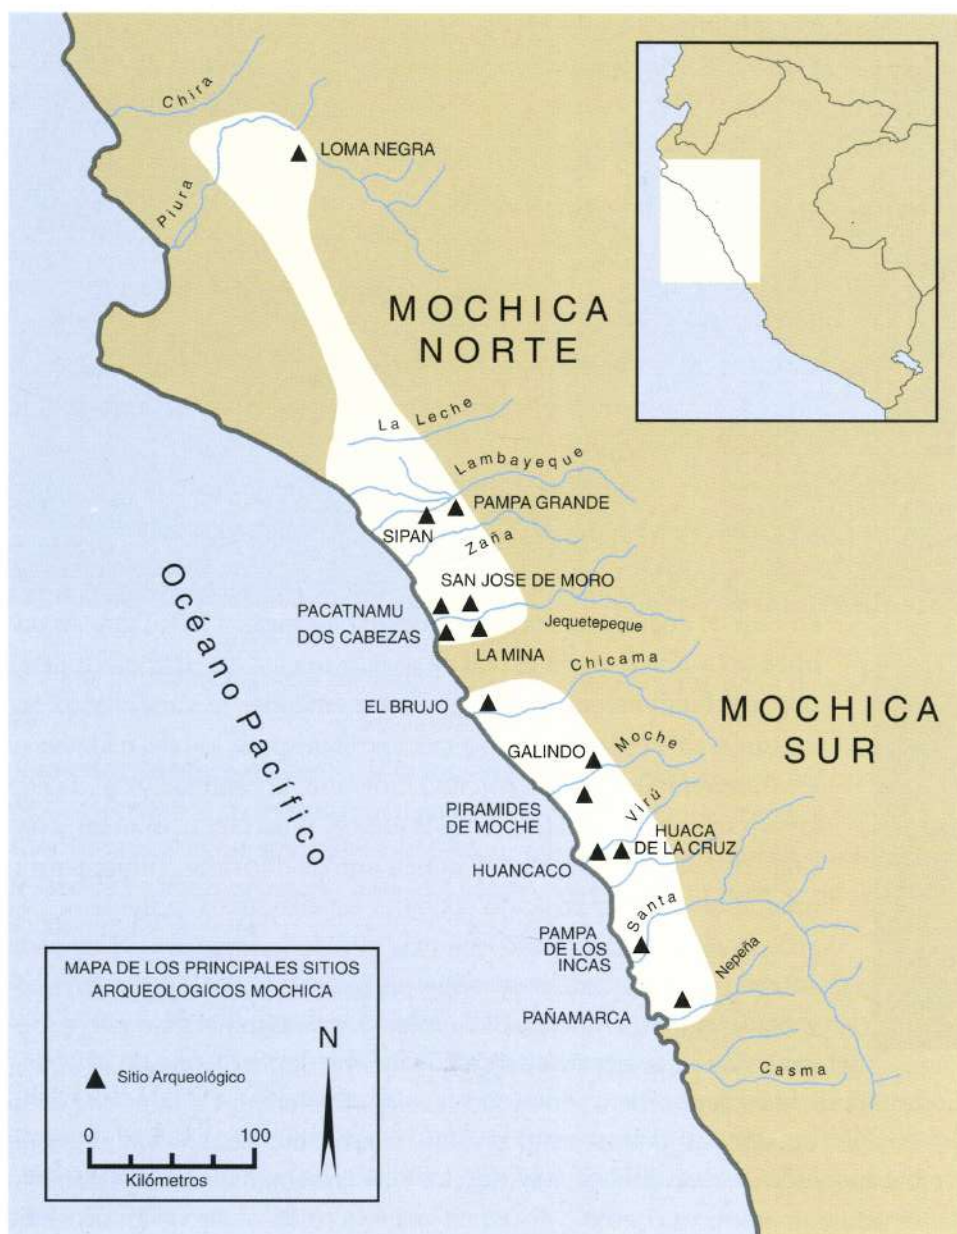 Chira
LOMA NEGRA
Piura
MOCHICA
NORTE
La Leche
Lambayeque
PAMPA GRANDE
SIPAN
Zaña
SAN JOSE DE MORO
PACATNAMU
DOS CABEZAS
Jequetepeque
LA MINA
Océano Pacífico
Chicama
EL BRUJO
MOCHICA
SUR
GALINDO
Moche
PIRAMIDES
DE MOCHE
Virú
HUACA
DE LA CRUZ
HUANCACO
Santa
PAMPA
DE LOS
INCAS
Nepeña
PAÑAMARCA
Casma
MAPA DE LOS PRINCIPALES SITIOS
ARQUEOLOGICOS MOCHICA
N
Sitio Arqueológico
0 100
Kilómetros